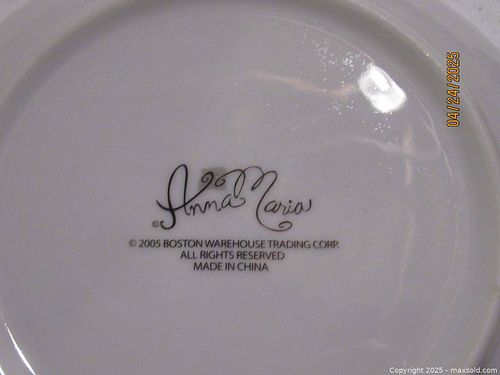 Anna Maria
©
© 2005 BOSTON WAREHOUSE TRADING CORP.
ALL RIGHTS RESERVED
MADE IN CHINA
04/24/2025
Copyright 2025 - maxsold.com